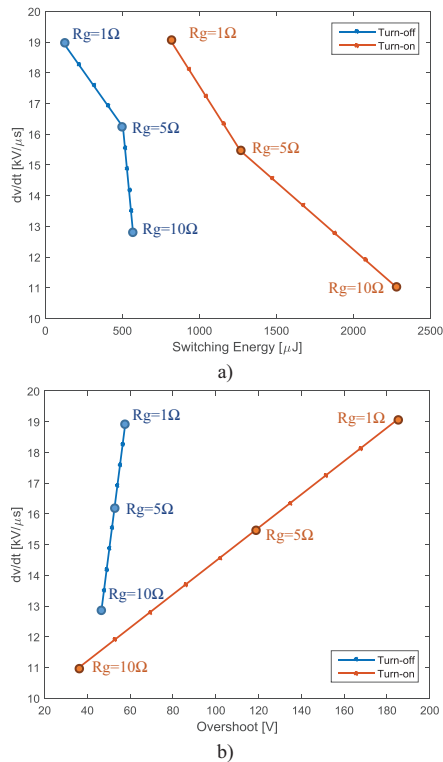 20
19
18
17
16
15
14
13
12
11
10
dv/dt [kV/μs]
Rg=1Ω
Rg=5Ω
Rg=10Ω
Rg=1Ω
Rg=5Ω
Rg=10Ω
Turn-off
Turn-on
0 500 1000 1500 2000 2500
Switching Energy [μJ]
a)
20
19
18
17
16
15
14
13
12
11
10
dv/dt [kV/μs]
Rg=1Ω
Rg=5Ω
Rg=10Ω
Rg=1Ω
Rg=5Ω
Rg=10Ω
Turn-off
Turn-on
20 40 60 80 100 120 140 160 180 200
Overshoot [V]
b)